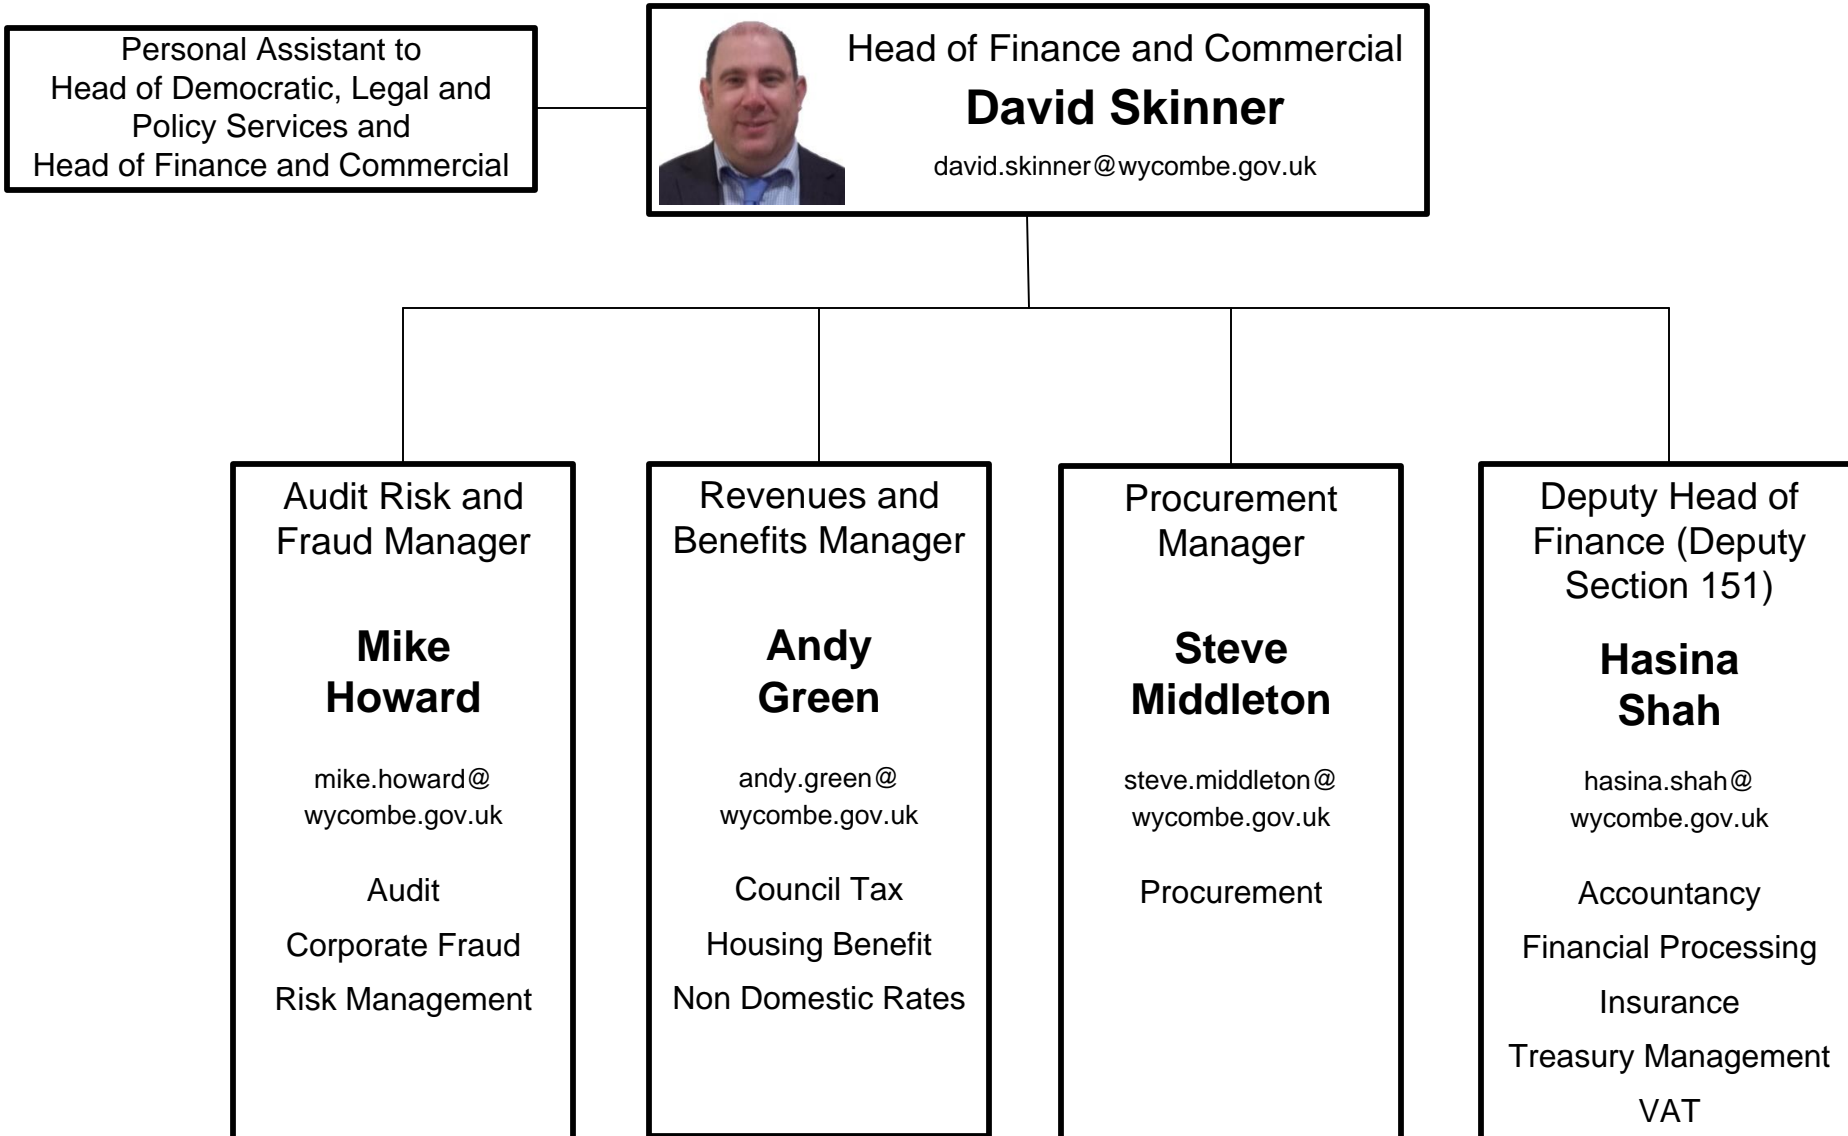 Personal Assistant to
Head of Democratic, Legal and
Policy Services and
Head of Finance and Commercial
Head of Finance and Commercial
David Skinner
david.skinner@wycombe.gov.uk
Audit Risk and
Fraud Manager
Mike
Howard
mike.howard@
wycombe.gov.uk
Audit
Corporate Fraud
Risk Management
Revenues and
Benefits Manager
Andy
Green
andy.green@
wycombe.gov.uk
Council Tax
Housing Benefit
Non Domestic Rates
Procurement
Manager
Steve
Middleton
steve.middleton@
wycombe.gov.uk
Procurement
Deputy Head of
Finance (Deputy
Section 151)
Hasina
Shah
hasina.shah@
wycombe.gov.uk
Accountancy
Financial Processing
Insurance
Treasury Management
VAT